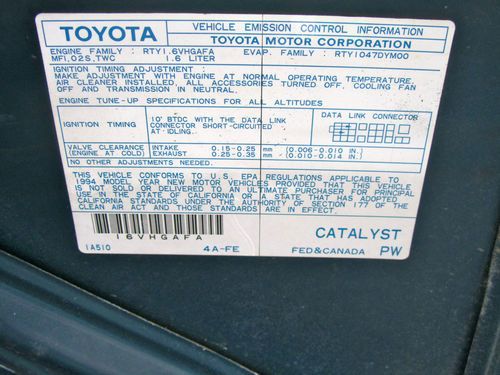 TOYOTA VEHICLE EMISSION CONTROL INFORMATION
TOYOTA MOTOR CORPORATION
ENGINE FAMILY : RTY1.6VHGAFA EVAP. FAMILY : RTY1047DYM00
MFI,O2S,TWC 1.6 LITER
IGNITION TIMING ADJUSTMENT :
MAKE ADJUSTMENT WITH ENGINE AT NORMAL OPERATING TEMPERATURE,
AIR CLEANER INSTALLED, ALL ACCESSORIES TURNED OFF, COOLING FAN
OFF AND TRANSMISSION IN NEUTRAL.
ENGINE TUNE-UP SPECIFICATIONS FOR ALL ALTITUDES
IGNITION TIMING 10° BTDC WITH THE DATA LINK DATA LINK CONNECTOR
CONNECTOR SHORT-CIRCUITED
AT IDLING.
VALVE CLEARANCE INTAKE 0.15-0.25 mm (0.006-0.010 IN.)
(ENGINE AT COLD) EXHAUST 0.25-0.35 mm (0.010-0.014 IN.)
NO OTHER ADJUSTMENTS NEEDED.
THIS VEHICLE CONFORMS TO U.S. EPA REGULATIONS APPLICABLE TO
1994 MODEL YEAR NEW MOTOR VEHICLES PROVIDED THAT THIS VEHICLE
IS NOT SOLD OR DELIVERED TO AN ULTIMATE PURCHASER IN
THE STATE OF CALIFORNIA OR ANY STATE THAT HAS ADOPTED
CALIFORNIA STANDARDS UNDER THE AUTHORITY OF SECTION 177 OF THE
CLEAN AIR ACT AND HAS THOSE STANDARDS IN EFFECT.
16VHGAFA
CATALYST
1A510 4A-FE FED&CANADA PW